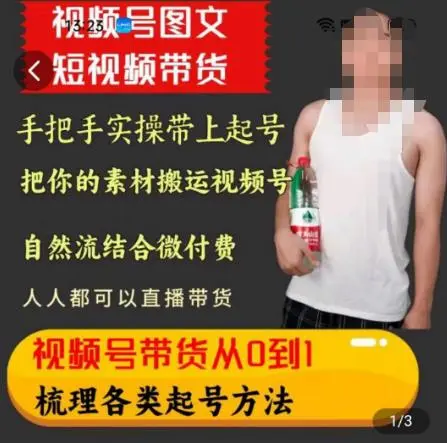 视频号图文
13:23
短视频带货
手把手实操带上起号
把你的素材搬运视频号
自然流结合微付费
人人都可以直播带货
视频号带货从0到1
梳理各类起号方法
1/3